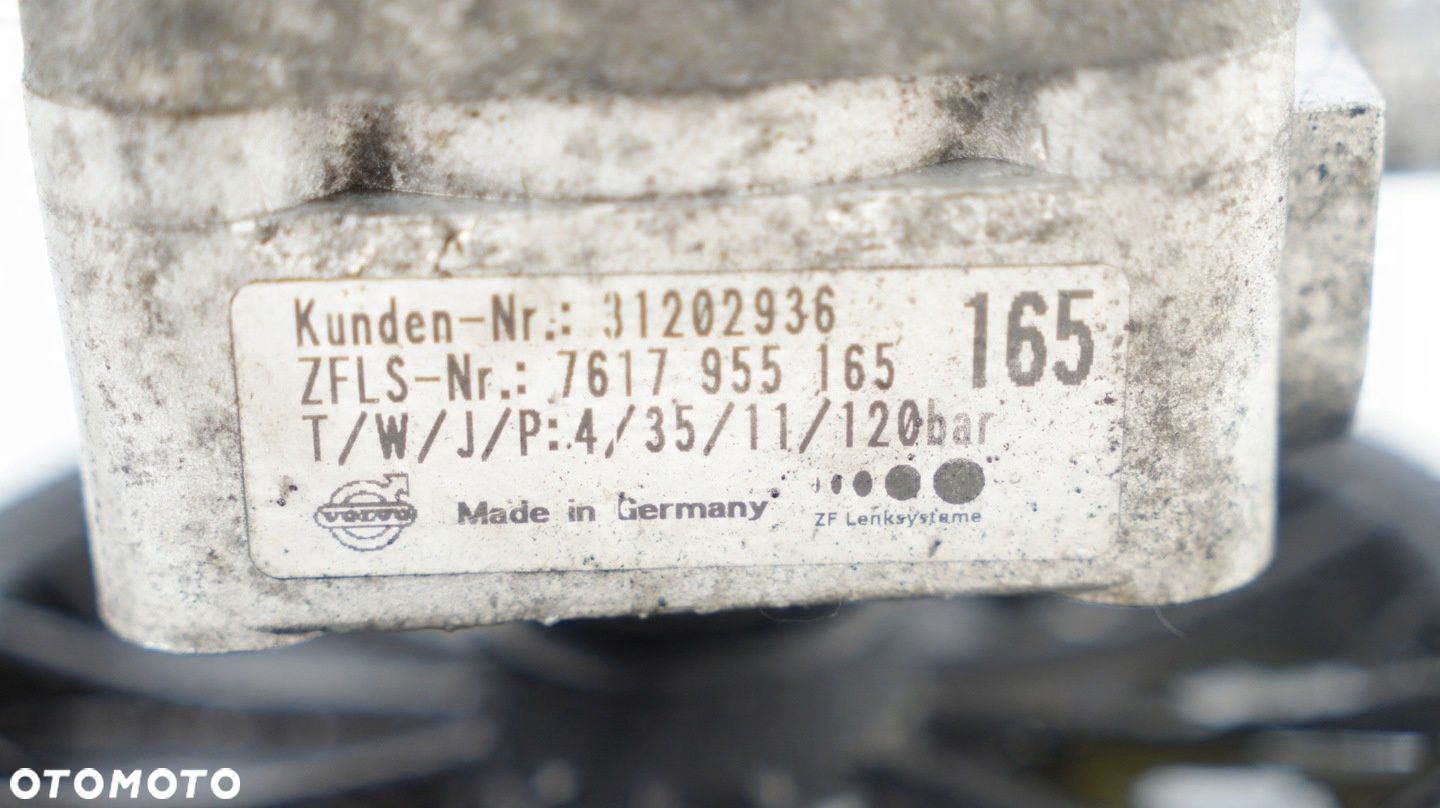 Kunden-Nr.: 31202936
165
ZFLS-Nr.: 7617 955 165
T/W/J/P:4/35/11/120bar
VOLVO
Made in Germany
ZF Lenksysteme
OTOMOTO